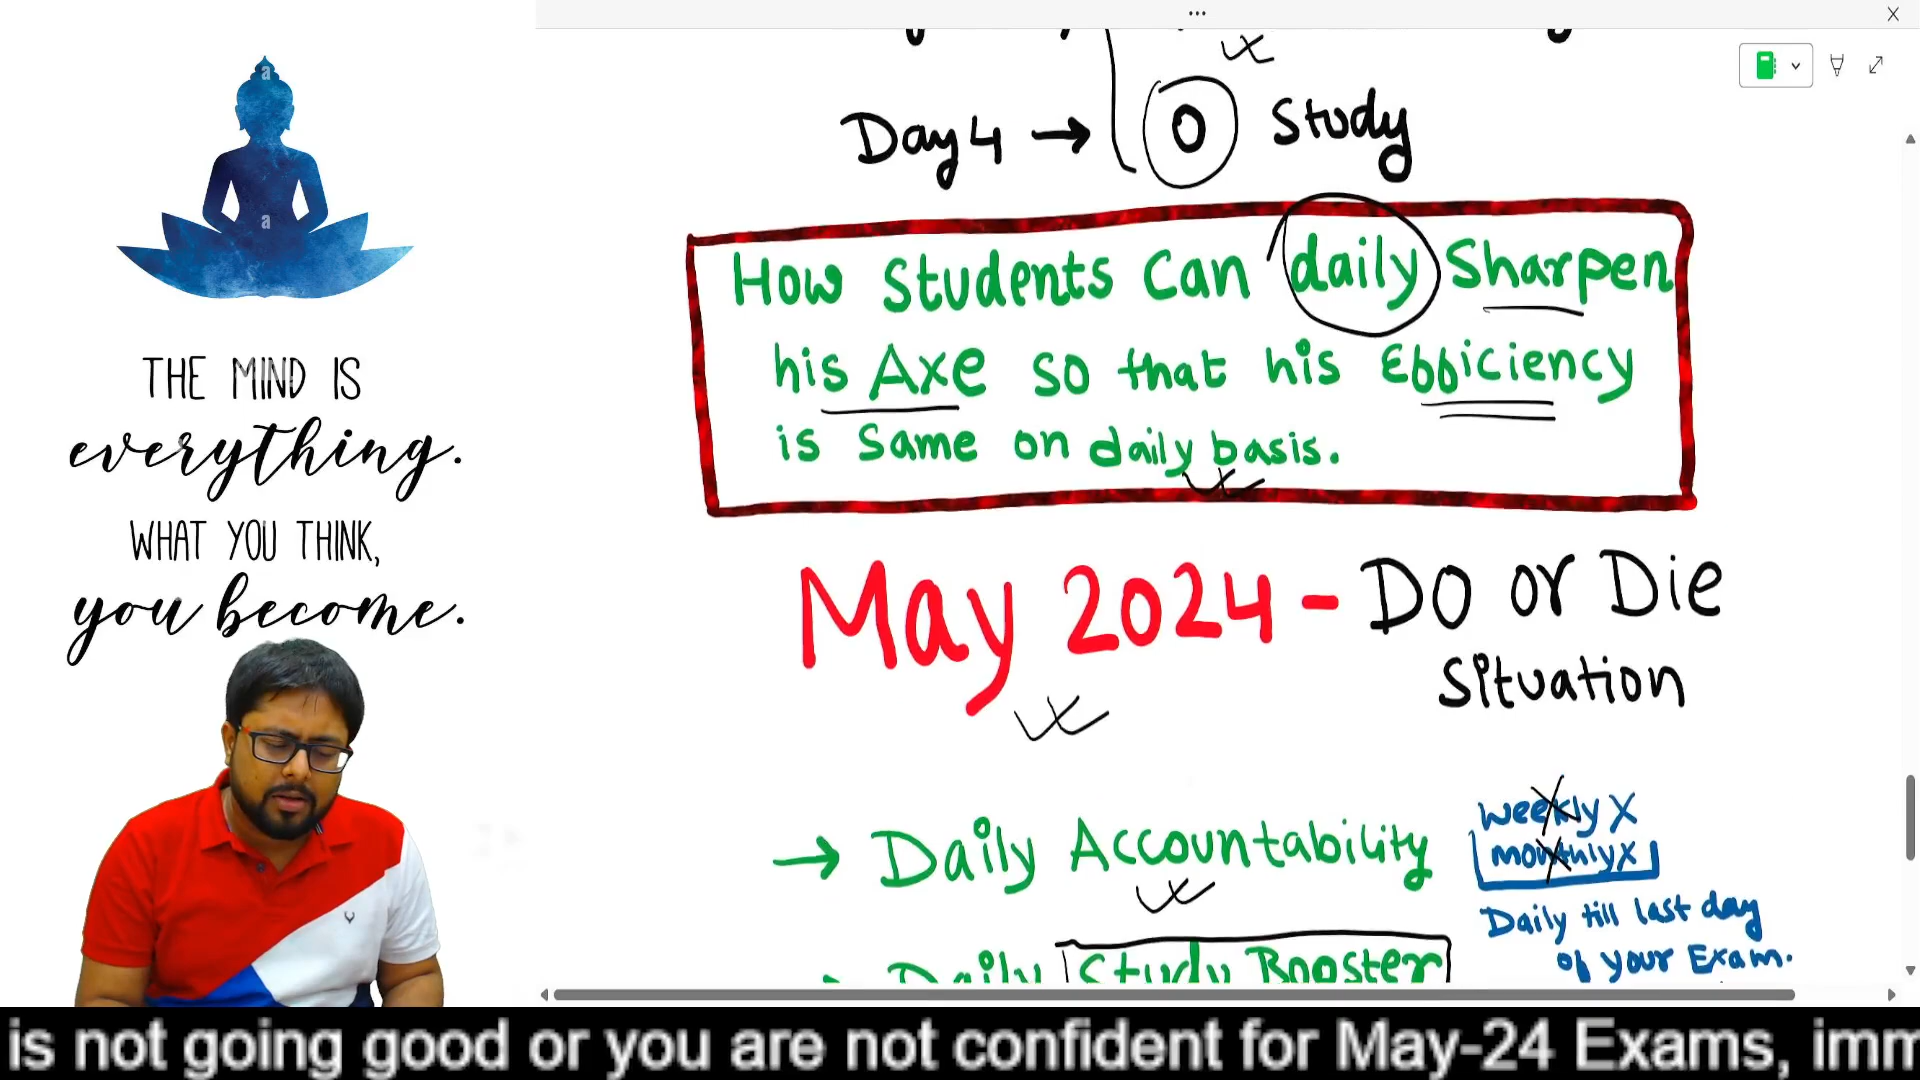 THE MIND IS
everything.
WHAT YOU THINK,
you become.
a
a
Day 4 → 0 Study
How Students Can daily Sharpen
his Axe so that his Efficiency
is Same on daily basis.
May 2024 - Do or Die
Situation
→ Daily Accountability
weekly X
monthly X
Daily till last day
of your Exam.
Daily Study Booster
is not going good or you are not confident for May-24 Exams, imm